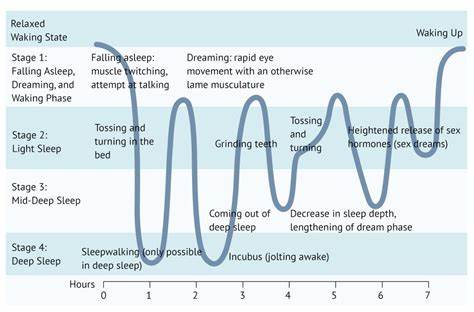 Relaxed
Waking State
Waking Up
Stage 1:
Falling Asleep,
Dreaming, and
Waking Phase
Falling asleep:
muscle twitching,
attempt at talking
Dreaming: rapid eye
movement with an otherwise
lame musculature
Stage 2:
Light Sleep
Tossing and
turning in the
bed
Grinding teeth
Tossing
and
turning
Heightened release of sex
hormones (sex dreams)
Stage 3:
Mid-Deep Sleep
Coming out of
deep sleep
Decrease in sleep depth,
lengthening of dream phase
Stage 4:
Deep Sleep
Sleepwalking (only possible
in deep sleep)
Incubus (jolting awake)
Hours
0 1 2 2 3 4 5 6 7